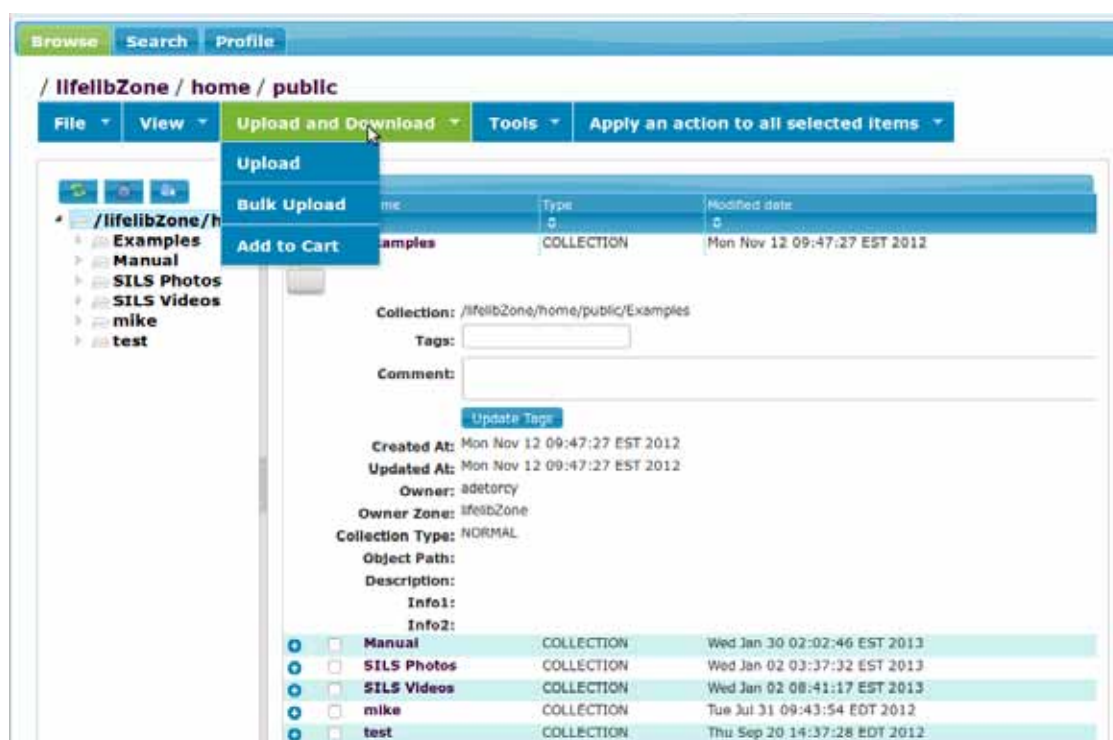 Browse Search Profile
/ lifelibZone / home / public
File View Upload and Download Tools Apply an action to all selected items
Upload
Bulk Upload
Add to Cart
/lifelibZone/h
Examples
Manual
SILS Photos
SILS Videos
mike
test
me Type Modified date
amples COLLECTION Mon Nov 12 09:47:27 EST 2012
Collection: /lifelibZone/home/public/Examples
Tags:
Comment:
Update Tags
Created At: Mon Nov 12 09:47:27 EST 2012
Updated At: Mon Nov 12 09:47:27 EST 2012
Owner: adetorcy
Owner Zone: lifelibZone
Collection Type: NORMAL
Object Path:
Description:
Info1:
Info2:
Manual COLLECTION Wed Jan 30 02:02:46 EST 2013
SILS Photos COLLECTION Wed Jan 02 03:37:32 EST 2013
SILS Videos COLLECTION Wed Jan 02 08:41:17 EST 2013
mike COLLECTION Tue Jul 31 09:43:54 EDT 2012
test COLLECTION Thu Sep 20 14:37:28 EDT 2012